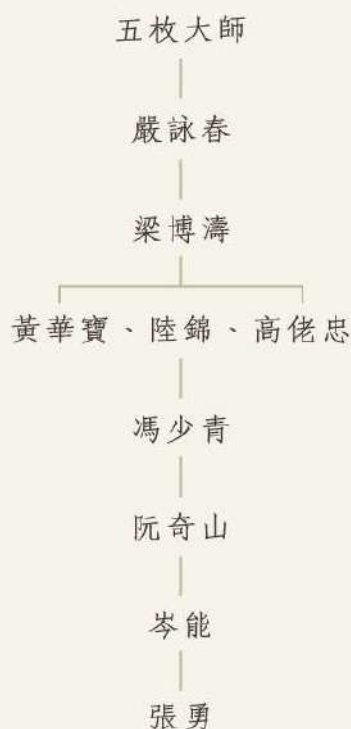 五枚大師
嚴詠春
梁博濤
黃華寶、陸錦、高佬忠
馮少青
阮奇山
岑能
張勇